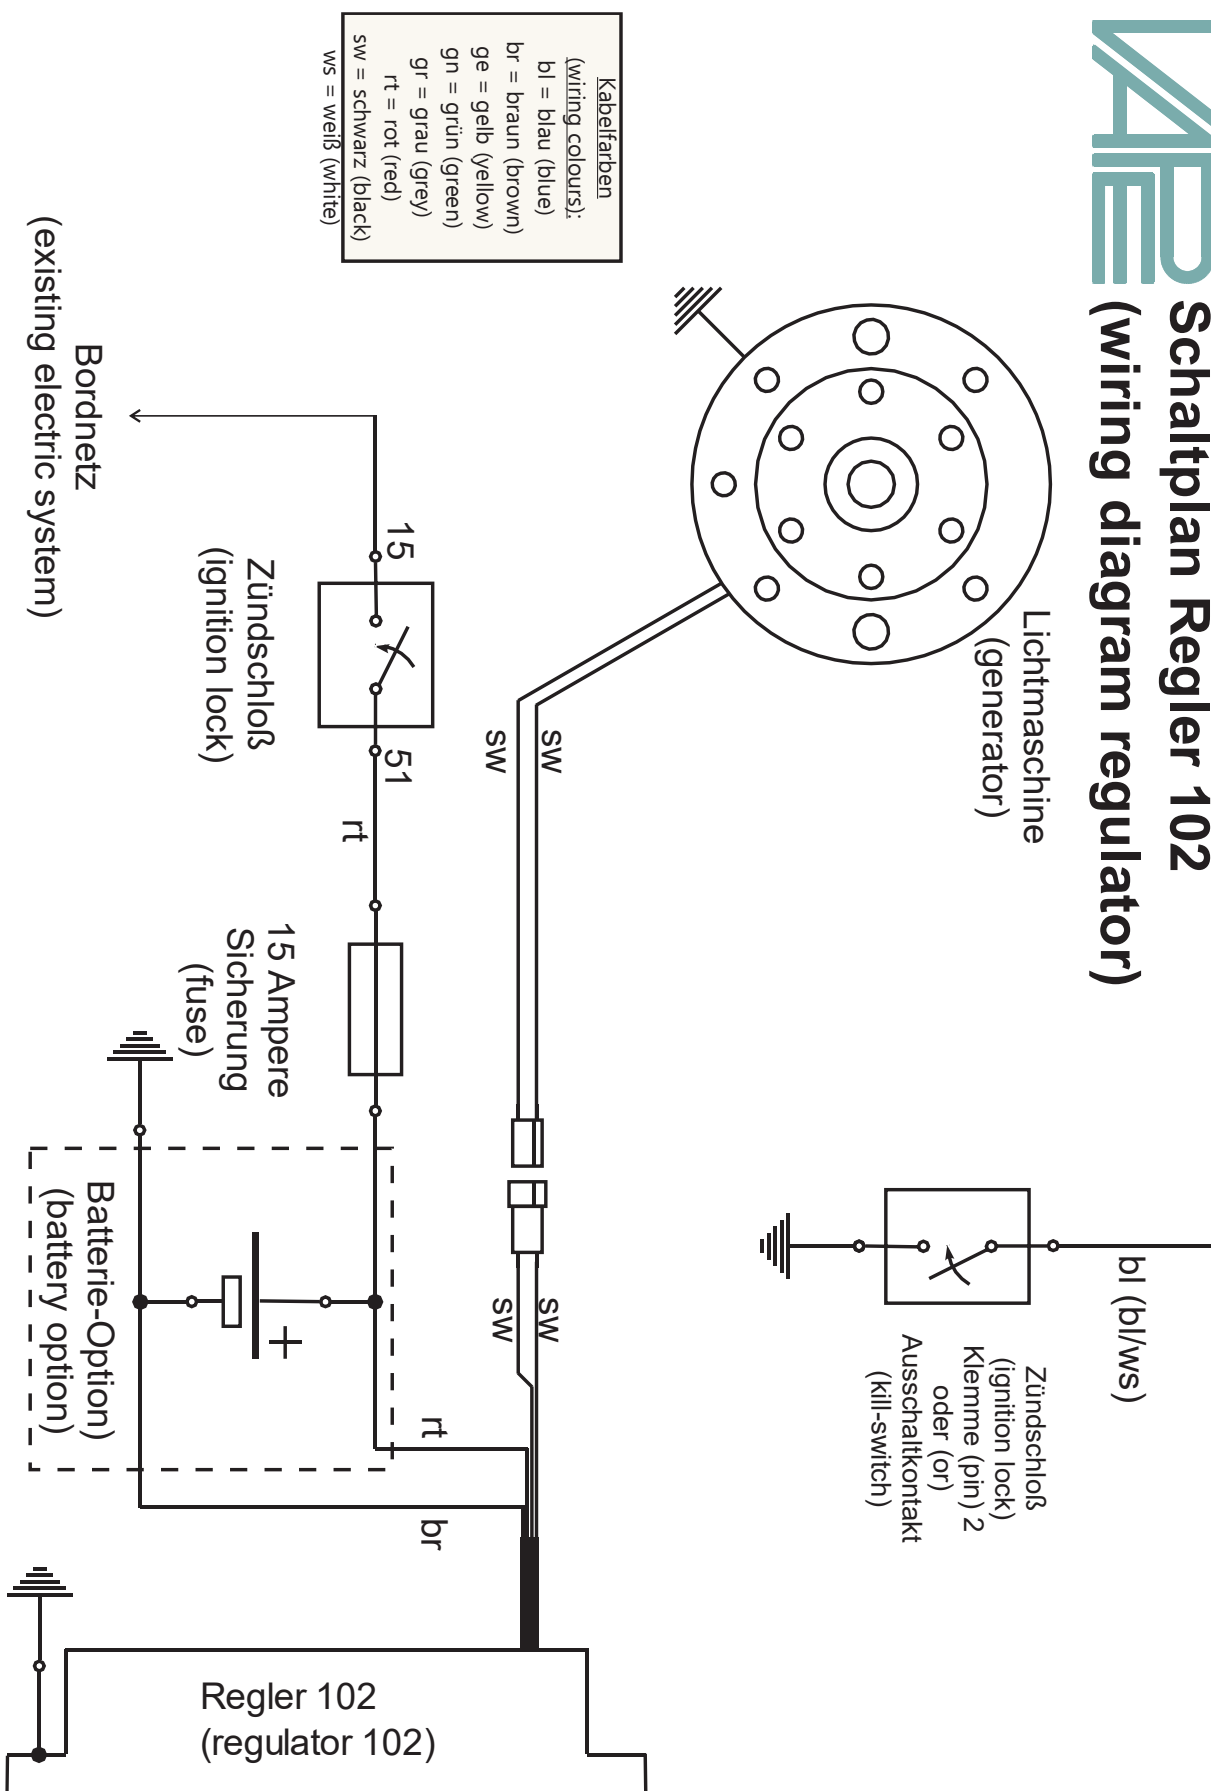 VAPE
Schaltplan Regler 102
(wiring diagram regulator)
Kabelfarben
(wiring colours):
bl = blau (blue)
br = braun (brown)
ge = gelb (yellow)
gn = grün (green)
gr = grau (grey)
rt = rot (red)
sw = schwarz (black)
ws = weiß (white)
Lichtmaschine
(generator)
sw
sw
sw
sw
bl (bl/ws)
Zündschloß
(ignition lock)
Klemme (pin) 2
oder (or)
Ausschaltkontakt
(kill-switch)
Bordnetz
(existing electric system)
15
51
Zündschloß
(ignition lock)
rt
15 Ampere
Sicherung
(fuse)
+
Batterie-Option)
(battery option)
rt
br
Regler 102
(regulator 102)